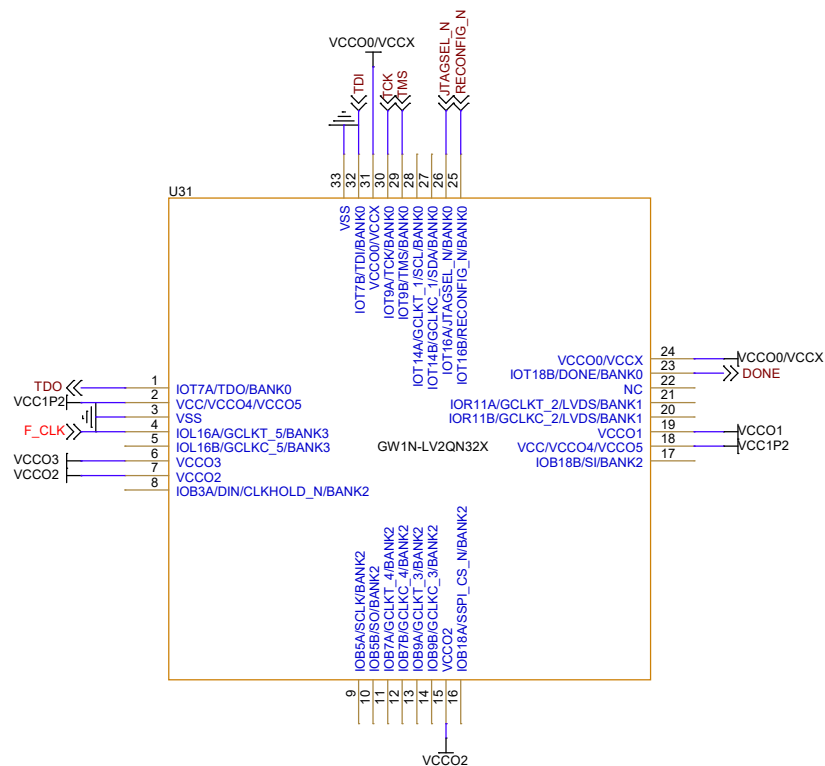 VCCO0/VCCX
TDI
TCK
TMS
JTAGSEL_N
RECONFIG_N
33
32
31
30
29
28
27
26
25
U31
VSS
IOT7B/TDI/BANK0
VCCO0/VCCX
IOT9A/TCK/BANK0
IOT9B/TMS/BANK0
IOT14A/GCLKT_1/SCL/BANK0
IOT14B/GCLKC_1/SDA/BANK0
IOT16A/JTAGSEL_N/BANK0
IOT16B/RECONFIG_N/BANK0
TDO 1 IOT7A/TDO/BANK0
VCC1P2 2 VCC/VCCO4/VCCO5
3 VSS
F_CLK 4 IOL16A/GCLKT_5/BANK3
5 IOL16B/GCLKC_5/BANK3
VCCO3 6 VCCO3
VCCO2 7 VCCO2
8 IOB3A/DIN/CLKHOLD_N/BANK2
GW1N-LV2QN32X
VCCO0/VCCX 24 VCCO0/VCCX
IOT18B/DONE/BANK0 23 DONE
NC 22
IOR11A/GCLKT_2/LVDS/BANK1 21
IOR11B/GCLKC_2/LVDS/BANK1 20
VCCO1 19 VCCO1
VCC/VCCO4/VCCO5 18 VCC1P2
IOB18B/SI/BANK2 17
IOB5A/SCLK/BANK2
IOB5B/SO/BANK2
IOB7A/GCLKT_4/BANK2
IOB7B/GCLKC_4/BANK2
IOB9A/GCLKT_3/BANK2
IOB9B/GCLKC_3/BANK2
VCCO2
IOB18A/SSPI_CS_N/BANK2
9
10
11
12
13
14
15
16
VCCO2